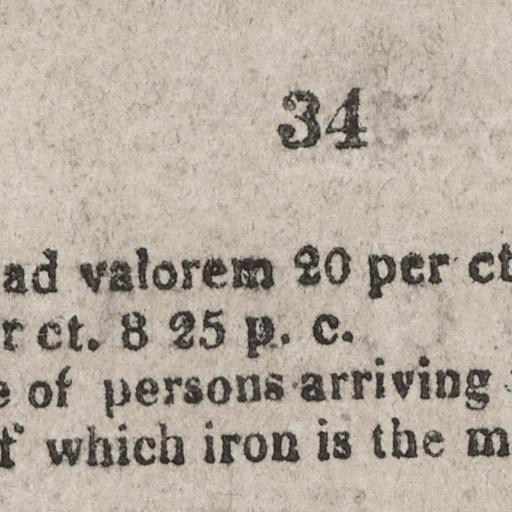 34
ad valorem 20 per ct
r ct. 8 25 p. c.
e of persons arriving
f which iron is the m